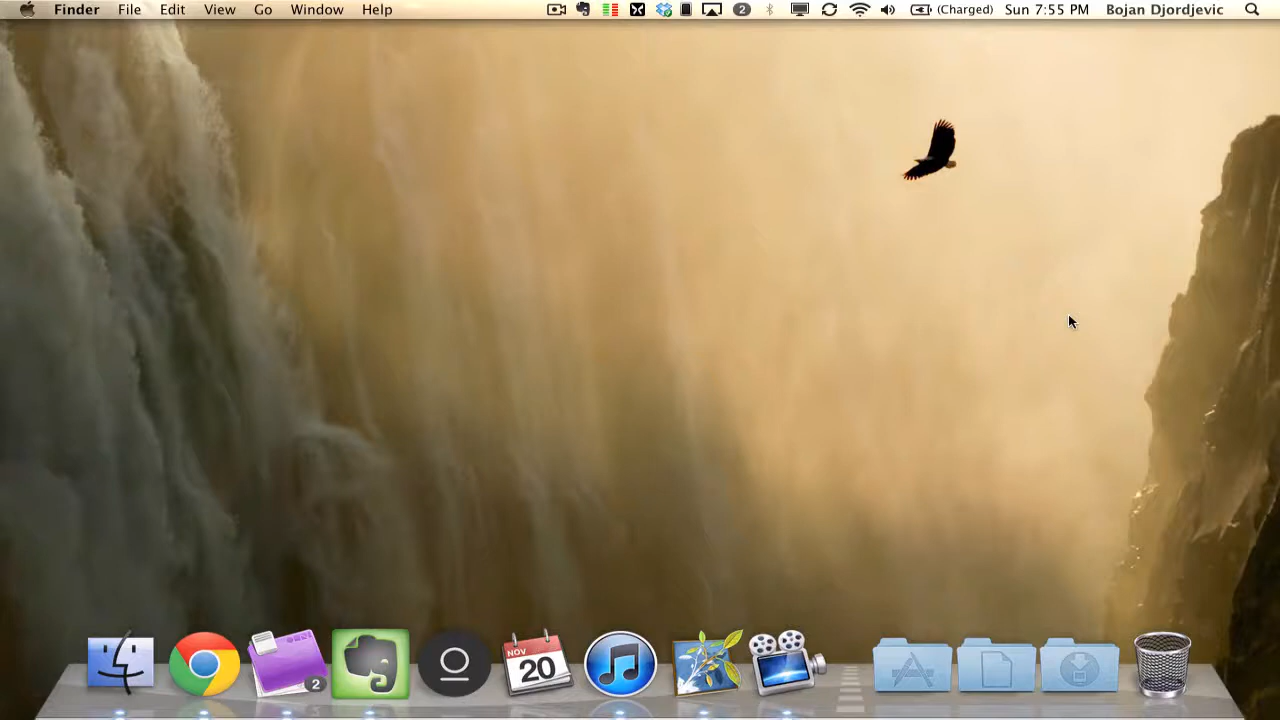 Finder File Edit View Go Window Help 2 (Charged) Sun 7:55 PM Bojan Djordjevic
2
NOV
20